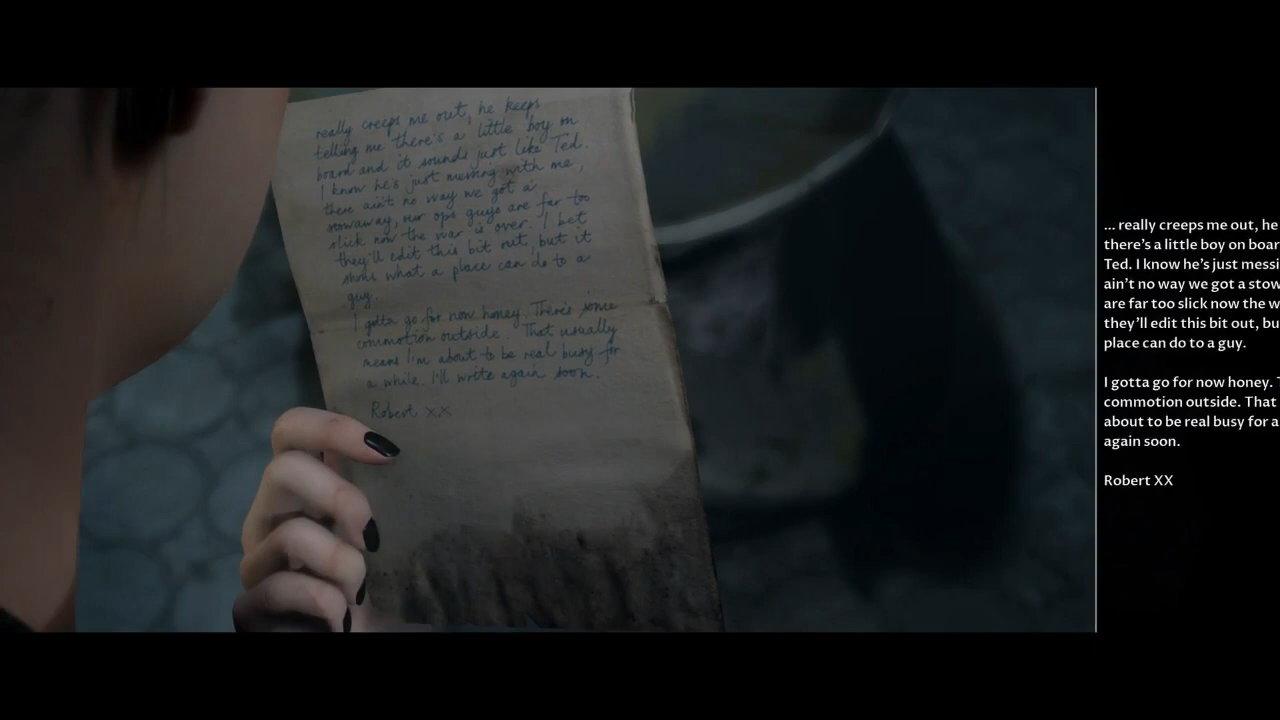 really creeps me out, he keeps
telling me there's a little boy on
board and it sounds just like Ted.
I know he's just messing with me,
there ain't no way we got a
stowaway, our ops guys are far too
slick now the war is over. I bet
they'll edit this bit out, but it
shows what a place can do to a
guy.
I gotta go for now honey. There's some
commotion outside. That usually
means I'm about to be real busy for
a while. I'll write again soon.
Robert xx
... really creeps me out, he
there's a little boy on boar
Ted. I know he's just messi
ain't no way we got a stow
are far too slick now the w
they'll edit this bit out, bu
place can do to a guy.
I gotta go for now honey. T
commotion outside. That
about to be real busy for a
again soon.
Robert XX